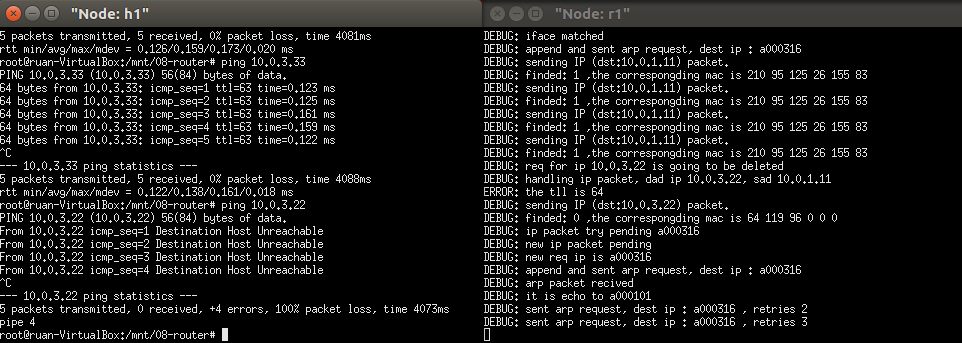 "Node: h1"
5 packets transmitted, 5 received, 0% packet loss, time 4081ms
rtt min/avg/max/mdev = 0.126/0.159/0.173/0.020 ms
root@ruan-VirtualBox:/mnt/08-router# ping 10.0.3.33
PING 10.0.3.33 (10.0.3.33) 56(84) bytes of data.
64 bytes from 10.0.3.33: icmp_seq=1 ttl=63 time=0.123 ms
64 bytes from 10.0.3.33: icmp_seq=2 ttl=63 time=0.125 ms
64 bytes from 10.0.3.33: icmp_seq=3 ttl=63 time=0.161 ms
64 bytes from 10.0.3.33: icmp_seq=4 ttl=63 time=0.159 ms
64 bytes from 10.0.3.33: icmp_seq=5 ttl=63 time=0.122 ms
^C
--- 10.0.3.33 ping statistics ---
5 packets transmitted, 5 received, 0% packet loss, time 4088ms
rtt min/avg/max/mdev = 0.122/0.138/0.161/0.018 ms
root@ruan-VirtualBox:/mnt/08-router# ping 10.0.3.22
PING 10.0.3.22 (10.0.3.22) 56(84) bytes of data.
From 10.0.3.22 icmp_seq=1 Destination Host Unreachable
From 10.0.3.22 icmp_seq=2 Destination Host Unreachable
From 10.0.3.22 icmp_seq=3 Destination Host Unreachable
From 10.0.3.22 icmp_seq=4 Destination Host Unreachable
^C
--- 10.0.3.22 ping statistics ---
5 packets transmitted, 0 received, +4 errors, 100% packet loss, time 4073ms
pipe 4
root@ruan-VirtualBox:/mnt/08-router#
"Node: r1"
DEBUG: iface matched
DEBUG: append and sent arp request, dest ip : a000316
DEBUG: sending IP (dst:10.0.1.11) packet.
DEBUG: finded: 1 ,the correspongding mac is 210 95 125 26 155 83
DEBUG: sending IP (dst:10.0.1.11) packet.
DEBUG: finded: 1 ,the correspongding mac is 210 95 125 26 155 83
DEBUG: sending IP (dst:10.0.1.11) packet.
DEBUG: finded: 1 ,the correspongding mac is 210 95 125 26 155 83
DEBUG: sending IP (dst:10.0.1.11) packet.
DEBUG: finded: 1 ,the correspongding mac is 210 95 125 26 155 83
DEBUG: req for ip 10.0.3.22 is going to be deleted
DEBUG: handling ip packet, dad ip 10.0.3.22, sad 10.0.1.11
ERROR: the tll is 64
DEBUG: sending IP (dst:10.0.3.22) packet.
DEBUG: finded: 0 ,the correspongding mac is 64 119 96 0 0 0
DEBUG: ip packet try pending a000316
DEBUG: new ip packet pending
DEBUG: new req ip is a000316
DEBUG: append and sent arp request, dest ip : a000316
DEBUG: arp packet recived
DEBUG: it is echo to a000101
DEBUG: sent arp request, dest ip : a000316 , retries 2
DEBUG: sent arp request, dest ip : a000316 , retries 3